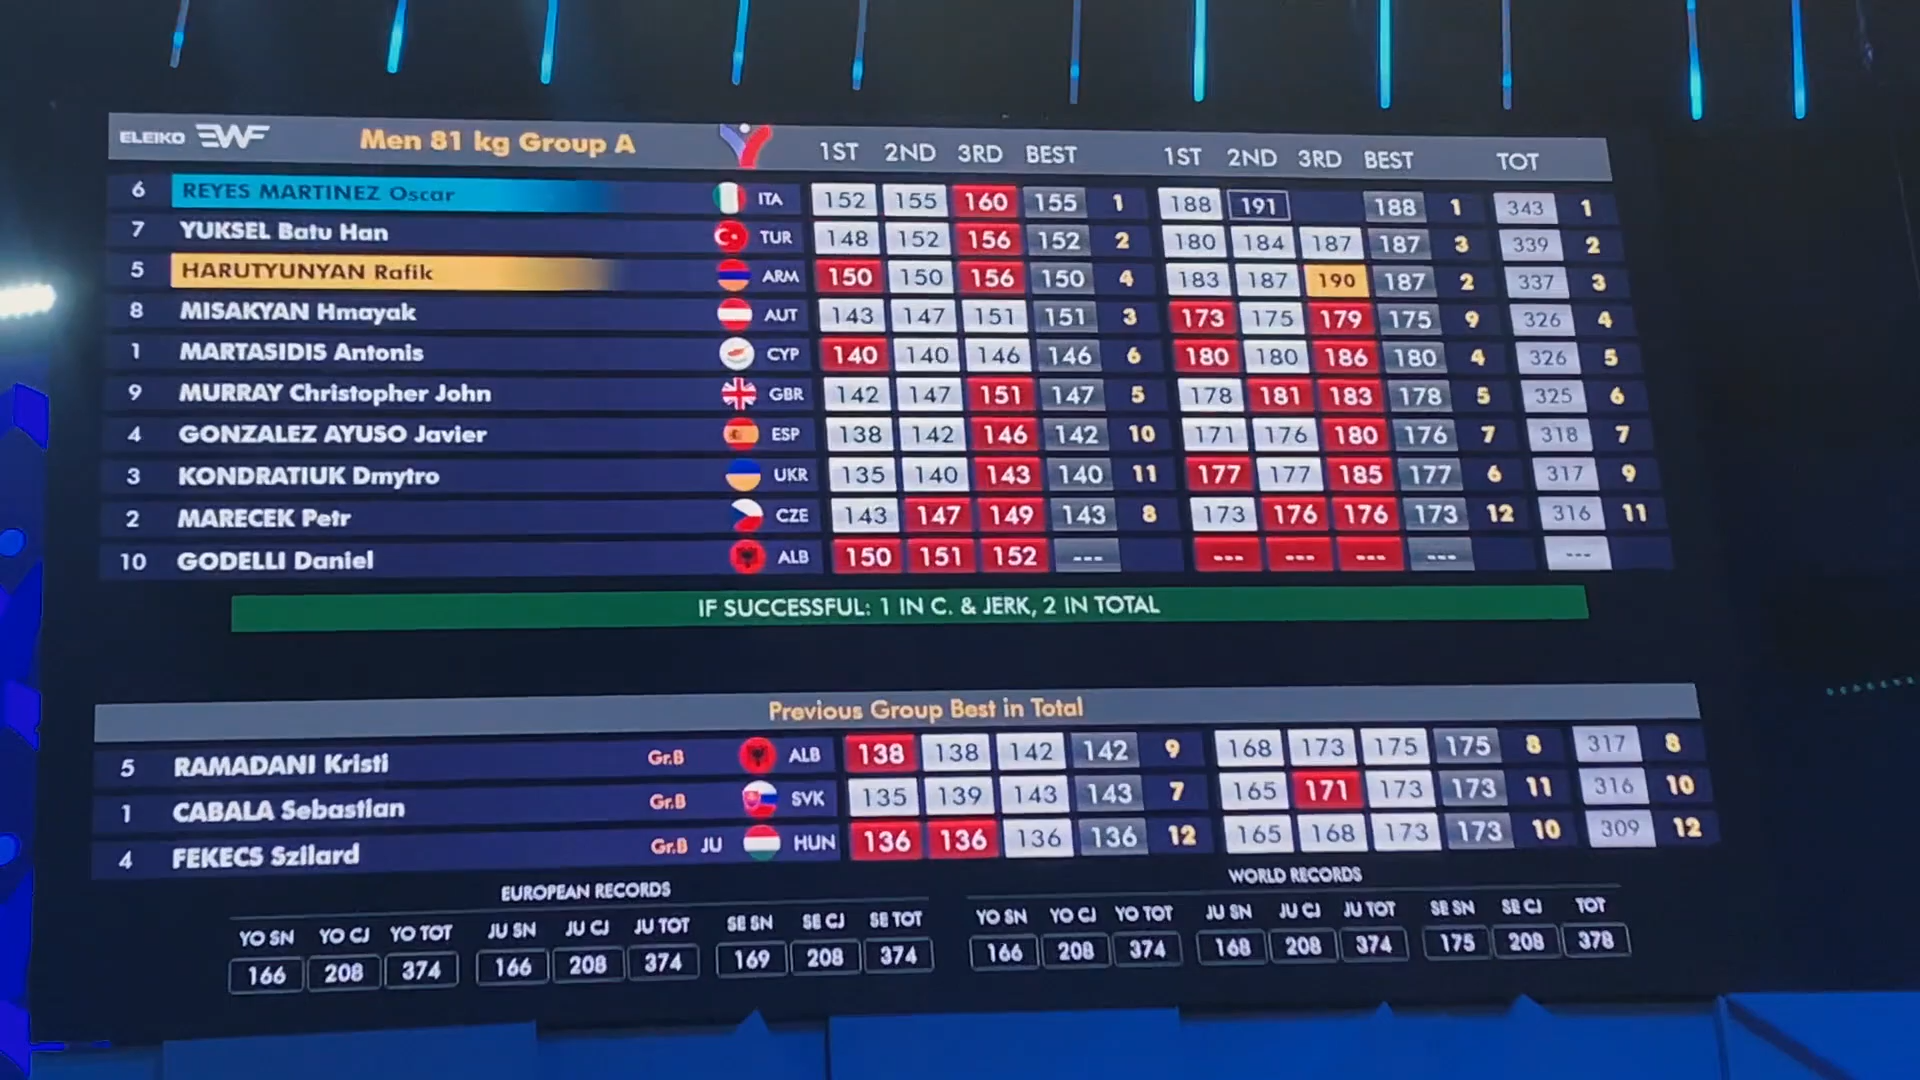 ELEIKO EWF Men 81 kg Group A 1ST 2ND 3RD BEST 1ST 2ND 3RD BEST TOT
6 REYES MARTINEZ Oscar ITA 152 155 160 155 1 188 191 188 1 343 1
7 YUKSEL Batu Han TUR 148 152 156 152 2 180 184 187 187 3 339 2
5 HARUTYUNYAN Rafik ARM 150 150 156 150 4 183 187 190 187 2 337 3
8 MISAKYAN Hmayak AUT 143 147 151 151 3 173 175 179 175 9 326 4
1 MARTASIDIS Antonis CYP 140 140 146 146 6 180 180 186 180 4 326 5
9 MURRAY Christopher John GBR 142 147 151 147 5 178 181 183 178 5 325 6
4 GONZALEZ AYUSO Javier ESP 138 142 146 142 10 171 176 180 176 7 318 7
3 KONDRATIUK Dmytro UKR 135 140 143 140 11 177 177 185 177 6 317 9
2 MARECEK Petr CZE 143 147 149 143 8 173 176 176 173 12 316 11
10 GODELLI Daniel ALB 150 151 152 --- --- --- --- --- ---
IF SUCCESSFUL: 1 IN C. & JERK, 2 IN TOTAL
Previous Group Best in Total
5 RAMADANI Kristi Gr.B ALB 138 138 142 142 9 168 173 175 175 8 317 8
1 CABALA Sebastian Gr.B SVK 135 139 143 143 7 165 171 173 173 11 316 10
4 FEKECS Szilard Gr.B JU HUN 136 136 136 136 12 165 168 173 173 10 309 12
EUROPEAN RECORDS WORLD RECORDS
YO SN YO CJ YO TOT JU SN JU CJ JU TOT SE SN SE CJ SE TOT YO SN YO CJ YO TOT JU SN JU CJ JU TOT SE SN SE CJ TOT
166 208 374 166 208 374 169 208 374 166 208 374 168 208 374 175 208 378